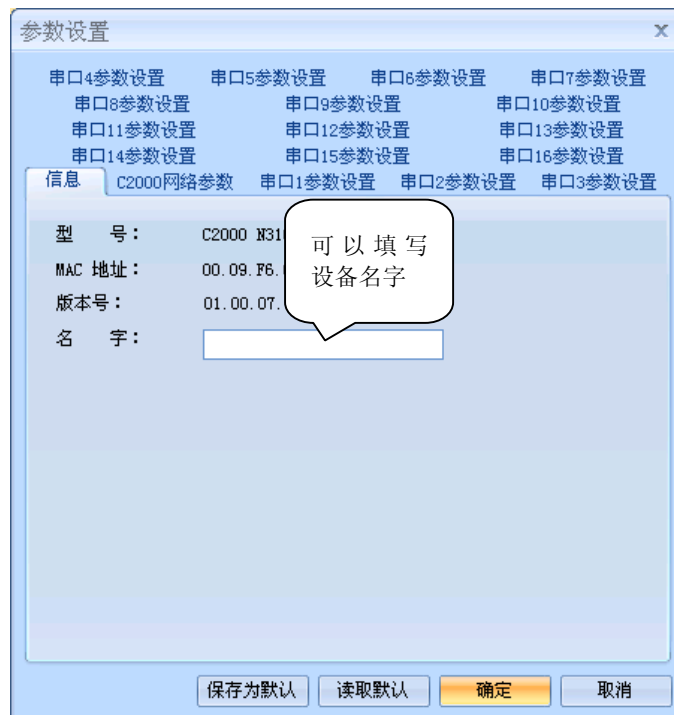 参数设置
串口4参数设置 串口5参数设置 串口6参数设置 串口7参数设置
串口8参数设置 串口9参数设置 串口10参数设置
串口11参数设置 串口12参数设置 串口13参数设置
串口14参数设置 串口15参数设置 串口16参数设置
信息 C2000网络参数 串口1参数设置 串口2参数设置 串口3参数设置
型 号： C2000
MAC 地址： 00.09.F6.
版本号： 01.00.07.
名 字：
可以填写
设备名字
保存为默认 读取默认 确定 取消